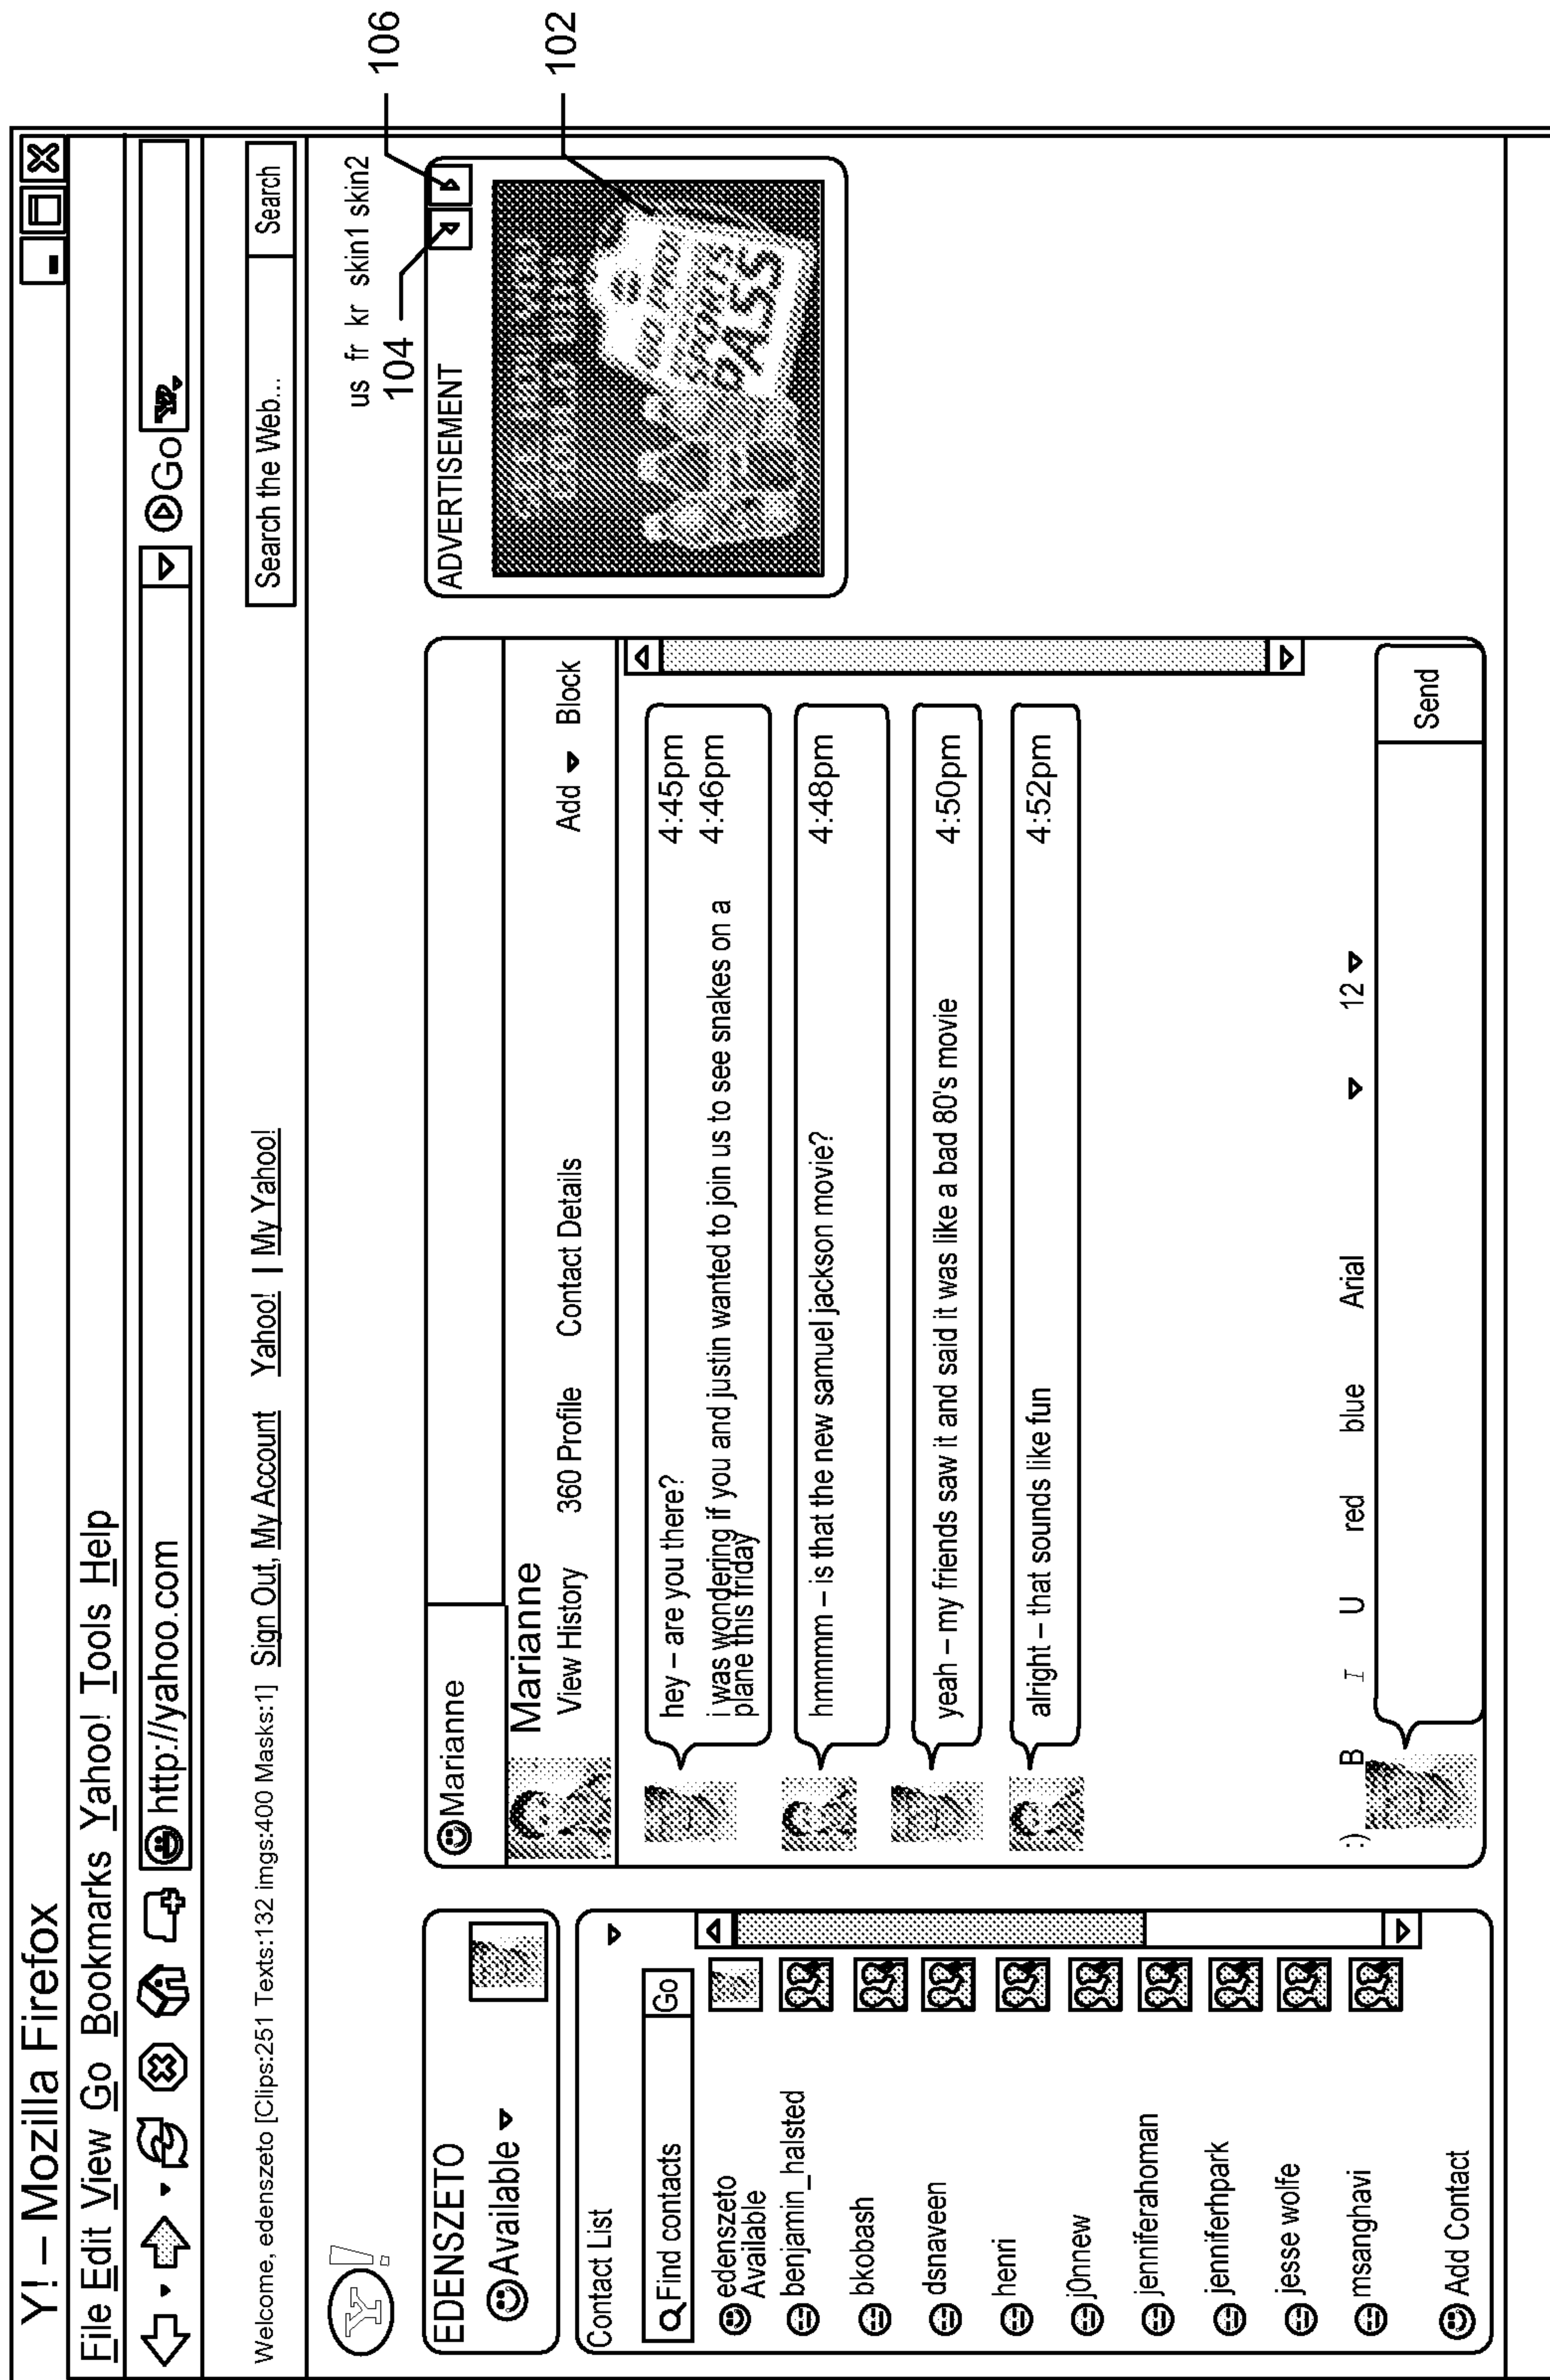 Y! – Mozilla Firefox
File Edit View Go Bookmarks Yahoo! Tools Help
http://yahoo.com
Go
Welcome, edenszeto [Clips:251 Texts:132 imgs:400 Masks:1] Sign Out, My Account Yahoo! | My Yahoo!
Search the Web... Search
Y!
us fr kr skin1 skin2
EDENSZETO
Available
Contact List
Find contacts Go
edenszeto
Available
benjamin_halsted
bkobash
dsnaveen
henri
j0nnew
jenniferahoman
jenniferhpark
jesse wolfe
msanghavi
Add Contact
Marianne
Marianne
View History 360 Profile Contact Details Add Block
hey – are you there? 4:45pm
i was wondering if you and justin wanted to join us to see snakes on a 4:46pm
plane this friday
hmmmm – is that the new samuel jackson movie? 4:48pm
yeah – my friends saw it and said it was like a bad 80's movie 4:50pm
alright – that sounds like fun 4:52pm
:) B I U red blue Arial 12
Send
ADVERTISEMENT
PASS
104
106
102